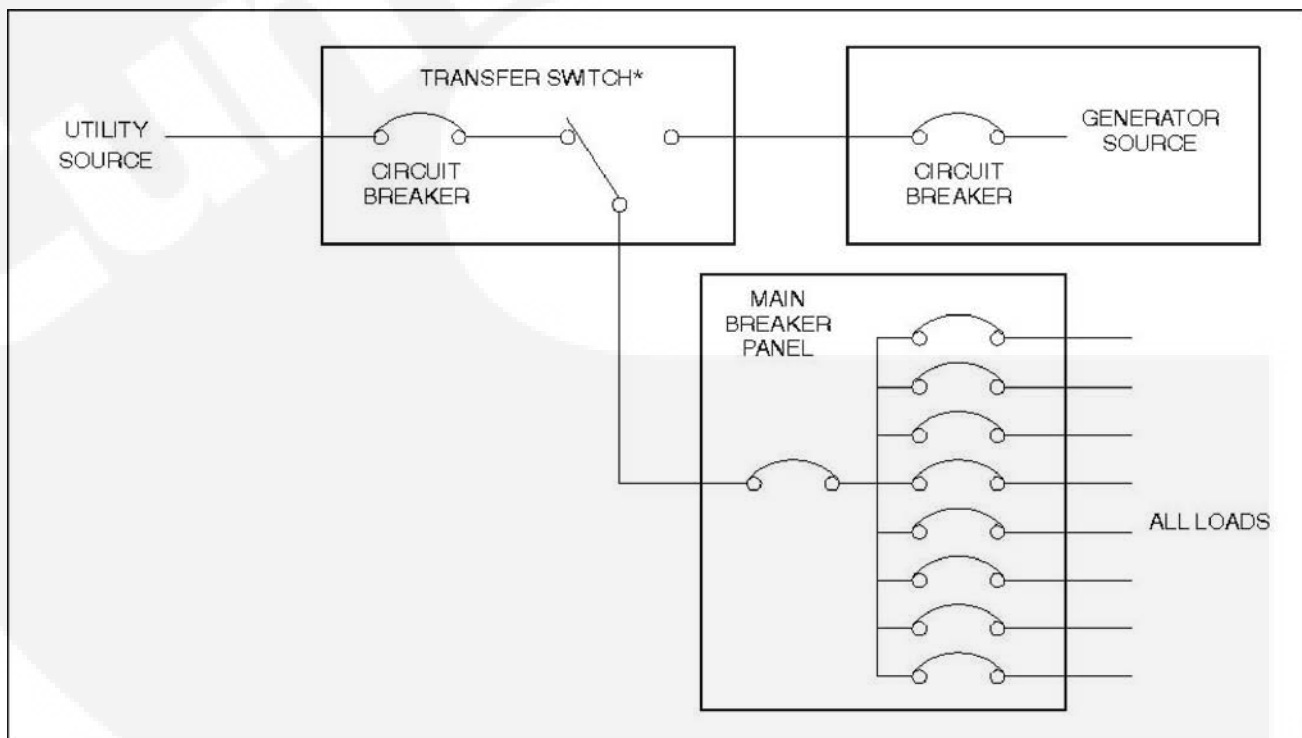 TRANSFER SWITCH*
UTILITY
SOURCE
CIRCUIT
BREAKER
GENERATOR
SOURCE
CIRCUIT
BREAKER
MAIN
BREAKER
PANEL
ALL LOADS